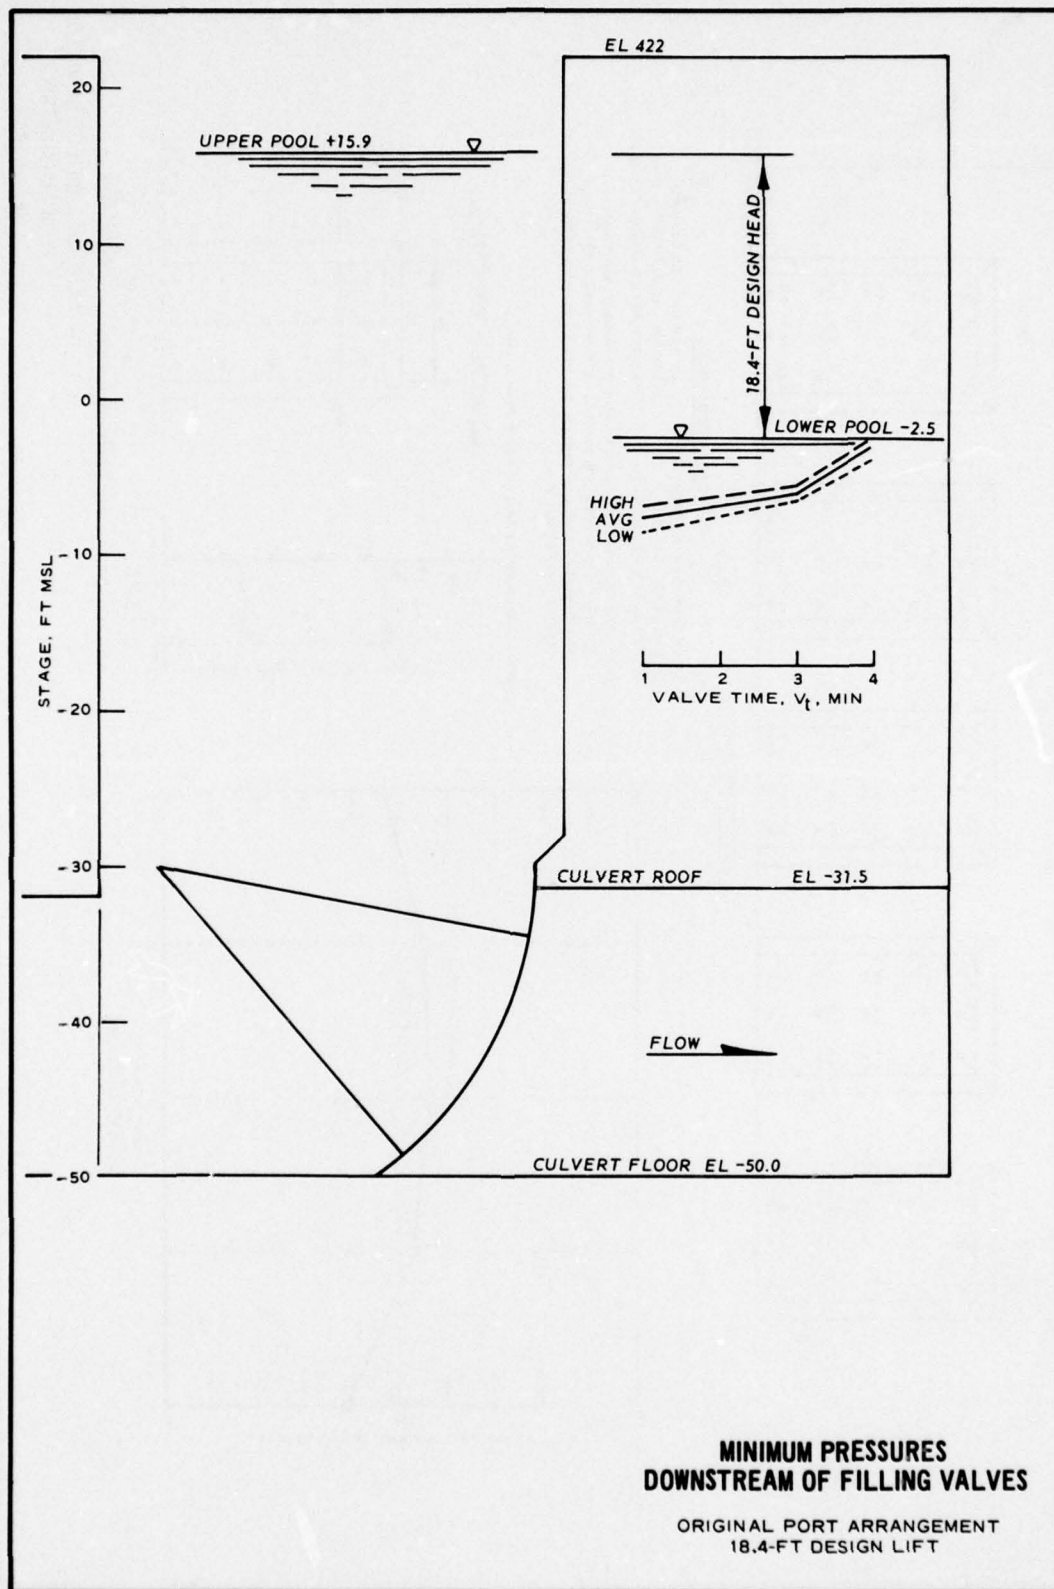 EL 422
20
UPPER POOL +15.9
10
18.4-FT DESIGN HEAD
0
LOWER POOL -2.5
HIGH
AVG
LOW
-10
STAGE, FT MSL
1 2 3 4
VALVE TIME, Vt, MIN
-20
-30
CULVERT ROOF EL -31.5
-40
FLOW
CULVERT FLOOR EL -50.0
-50
MINIMUM PRESSURES
DOWNSTREAM OF FILLING VALVES
ORIGINAL PORT ARRANGEMENT
18.4-FT DESIGN LIFT